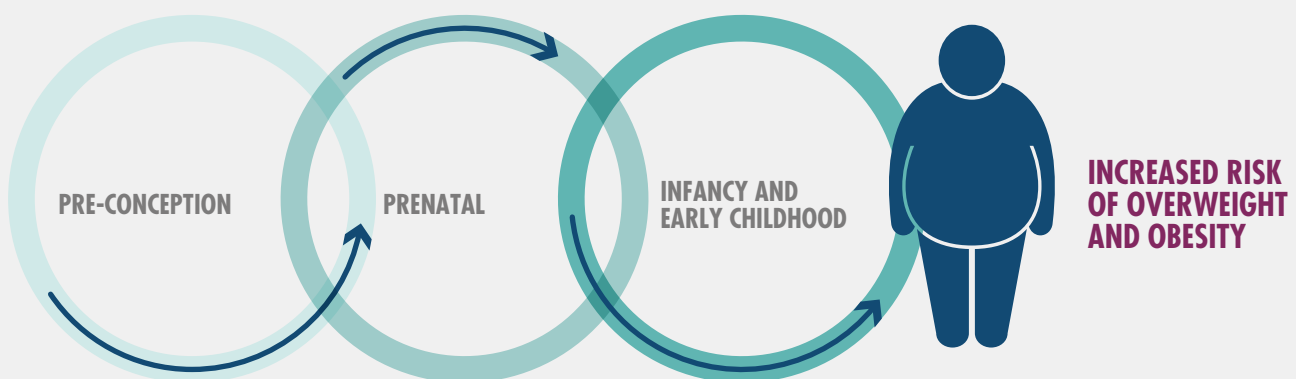 PRE-CONCEPTION
PRENATAL
INFANCY AND
EARLY CHILDHOOD
INCREASED RISK
OF OVERWEIGHT
AND OBESITY